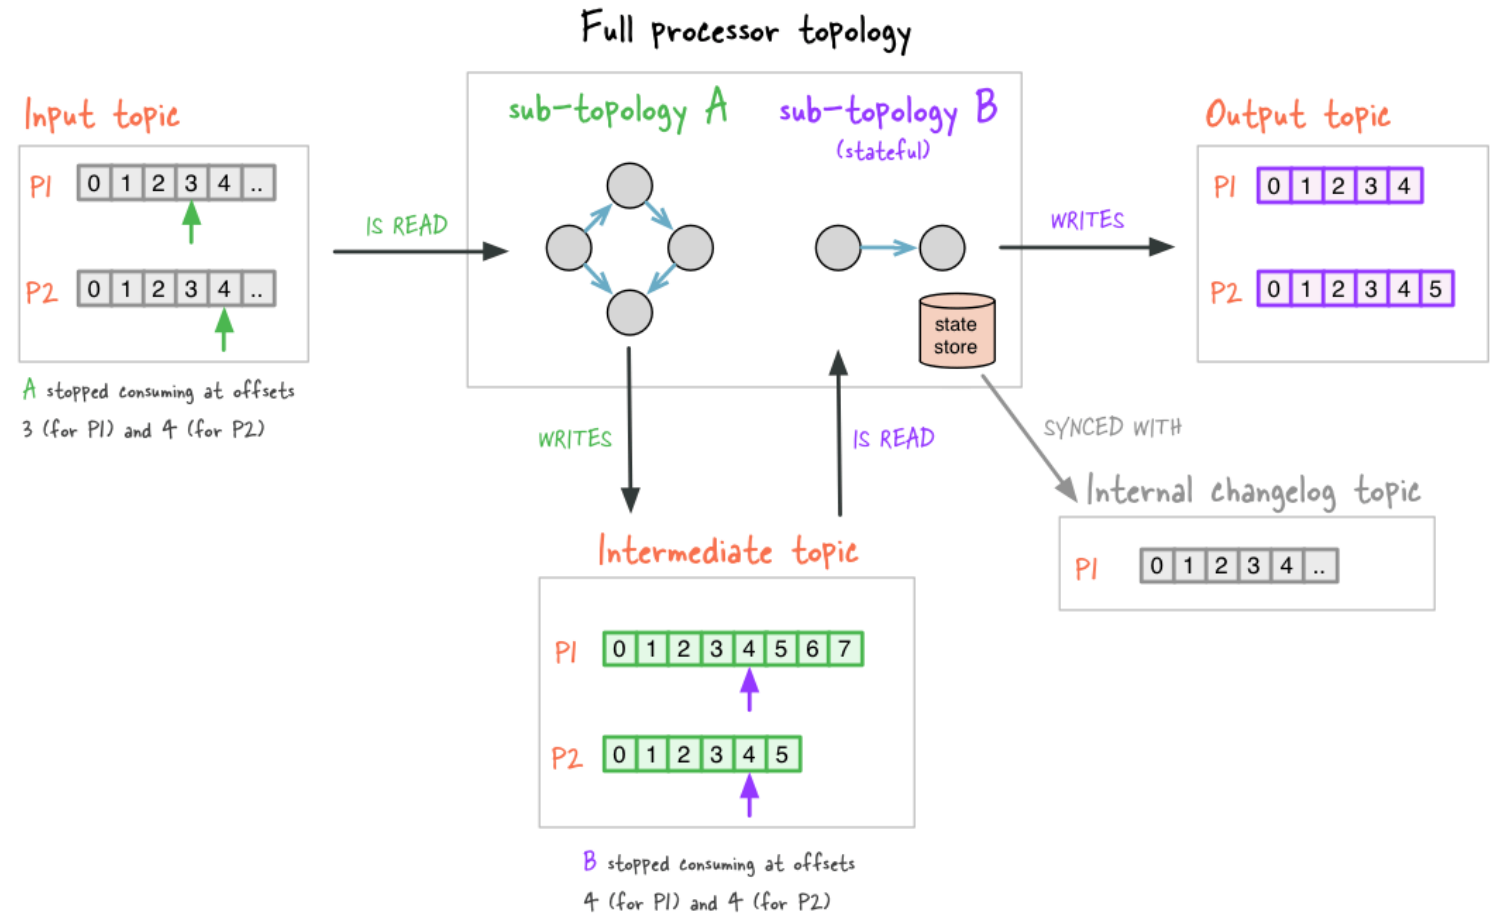 Full processor topology
Input topic
P1 0 1 2 3 4 ..
P2 0 1 2 3 4 ..
A stopped consuming at offsets
3 (for P1) and 4 (for P2)
IS READ
sub-topology A
sub-topology B
(stateful)
state
store
WRITES
Output topic
P1 0 1 2 3 4
P2 0 1 2 3 4 5
WRITES
IS READ
SYNCED WITH
Internal changelog topic
P1 0 1 2 3 4 ..
Intermediate topic
P1 0 1 2 3 4 5 6 7
P2 0 1 2 3 4 5
B stopped consuming at offsets
4 (for P1) and 4 (for P2)